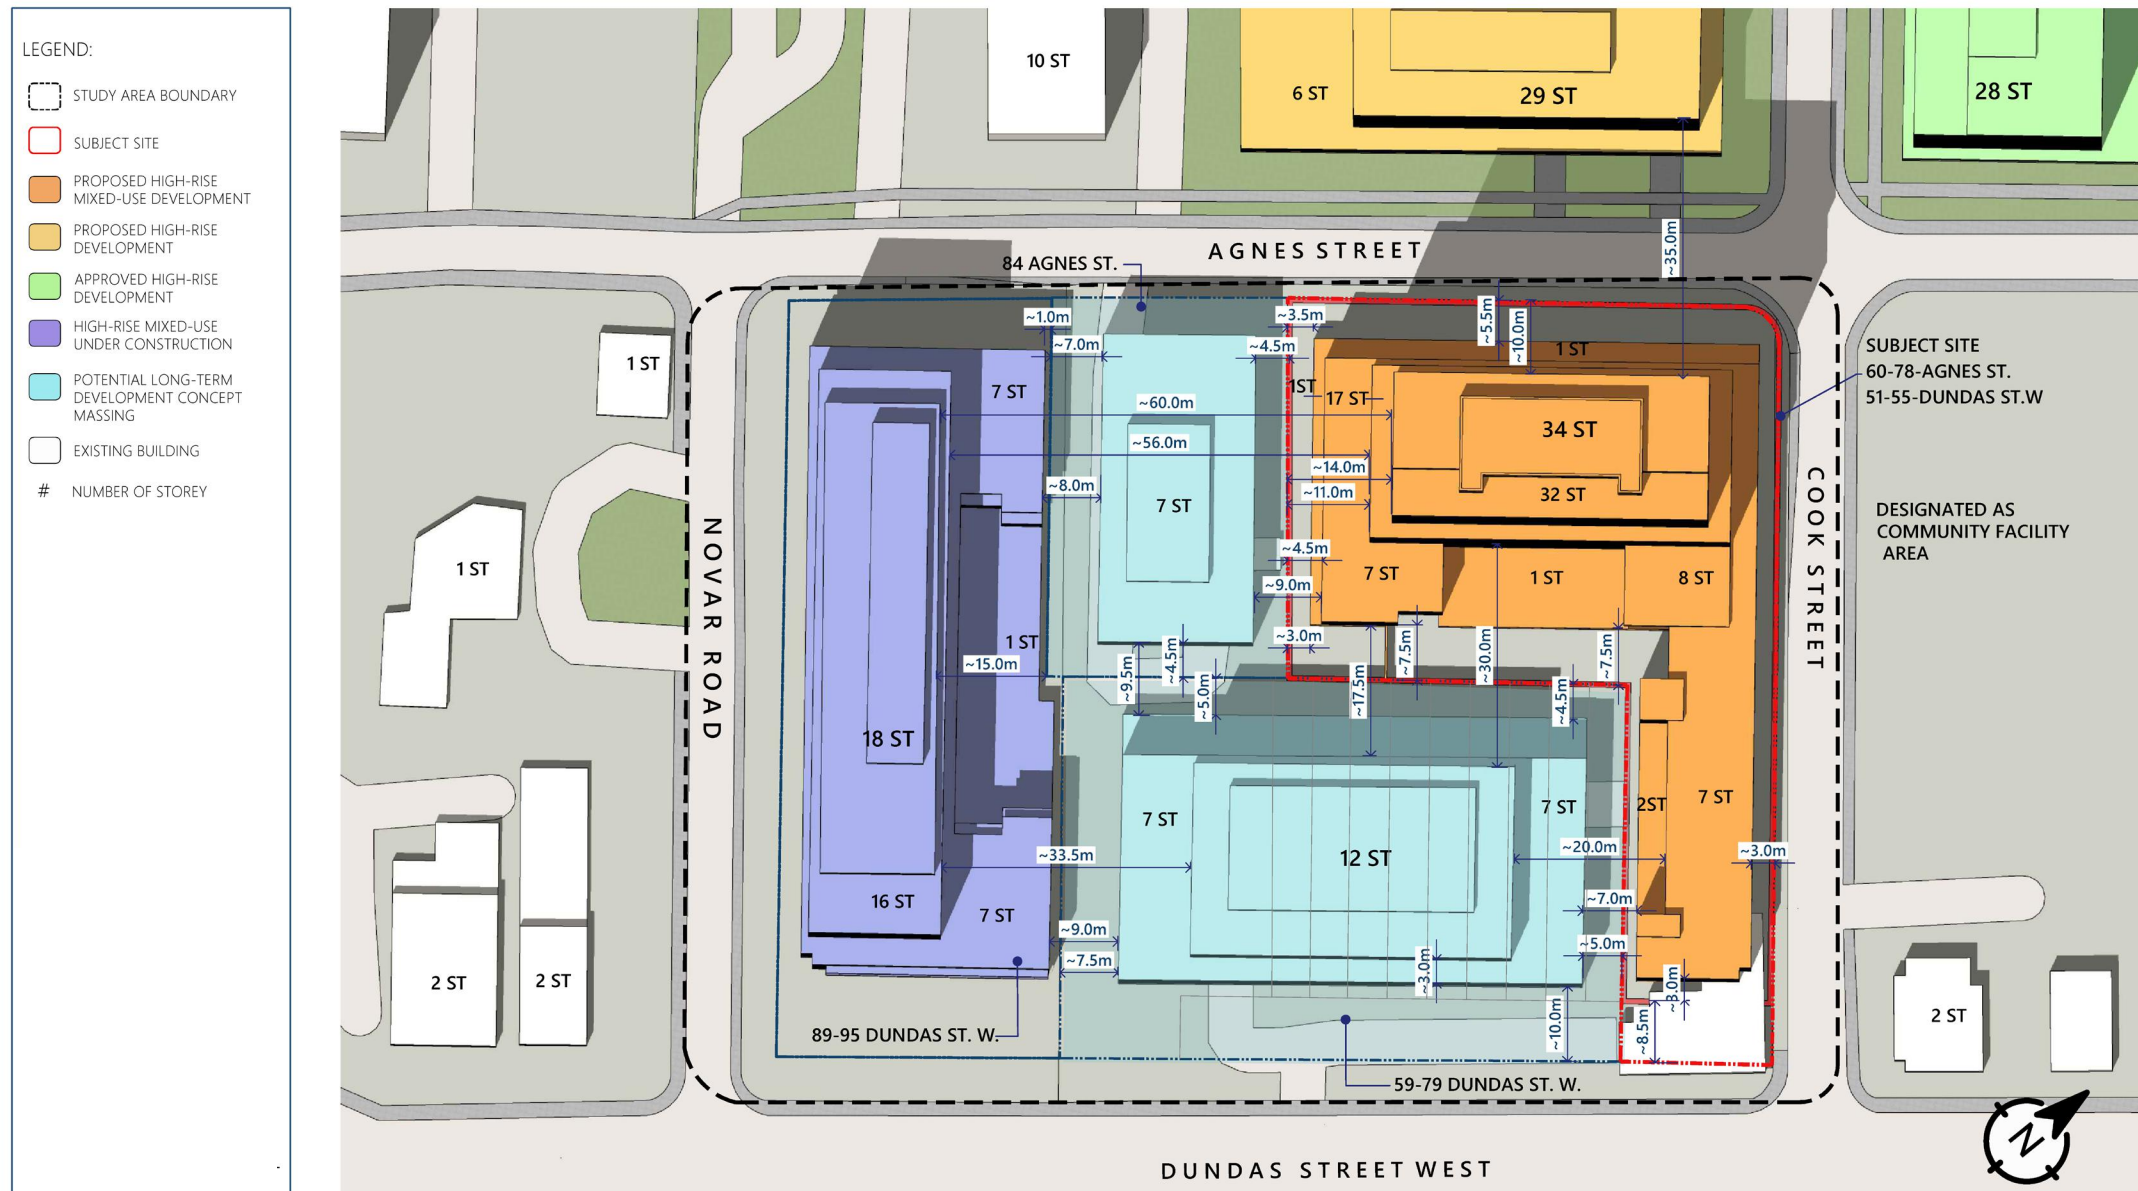 LEGEND:
STUDY AREA BOUNDARY
SUBJECT SITE
PROPOSED HIGH-RISE
MIXED-USE DEVELOPMENT
PROPOSED HIGH-RISE
DEVELOPMENT
APPROVED HIGH-RISE
DEVELOPMENT
HIGH-RISE MIXED-USE
UNDER CONSTRUCTION
POTENTIAL LONG-TERM
DEVELOPMENT CONCEPT
MASSING
EXISTING BUILDING
# NUMBER OF STOREY
10 ST
6 ST
29 ST
28 ST
~35.0m
AGNES STREET
84 AGNES ST.
~1.0m
~7.0m
~3.5m
~4.5m
~5.5m
~10.0m
1 ST
SUBJECT SITE
60-78-AGNES ST.
51-55-DUNDAS ST.W
1 ST
7 ST
1ST
17 ST
~60.0m
34 ST
~56.0m
~14.0m
~8.0m
~11.0m
32 ST
7 ST
COOK STREET
DESIGNATED AS
COMMUNITY FACILITY
AREA
NOVAR ROAD
1 ST
~4.5m
~9.0m
7 ST
1 ST
8 ST
1 ST
~15.0m
~3.0m
~9.5m
~4.5m
~5.0m
~17.5m
~7.5m
~30.0m
~7.5m
~4.5m
18 ST
7 ST
12 ST
7 ST
2ST
7 ST
~33.5m
~20.0m
~3.0m
16 ST
7 ST
~7.0m
~9.0m
~7.5m
~5.0m
~3.0m
~3.0m
2 ST
2 ST
2 ST
89-95 DUNDAS ST. W.
~10.0m
~8.5m
59-79 DUNDAS ST. W.
N
DUNDAS STREET WEST